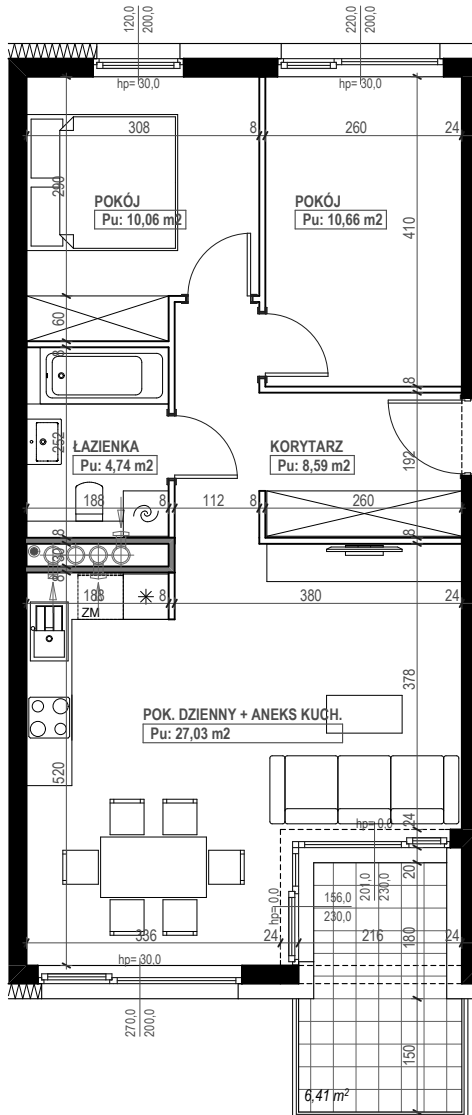 120,0
200,0
220,0
200,0
hp= 30,0
hp= 30,0
308
8
260
24
290
POKÓJ
Pu: 10,06 m2
POKÓJ
Pu: 10,66 m2
410
60
8
8
252
ŁAZIENKA
Pu: 4,74 m2
KORYTARZ
Pu: 8,59 m2
192
188
8
112
8
260
8
30
8
8
188
8
380
24
ZM
378
POK. DZIENNY + ANEKS KUCH.
Pu: 27,03 m2
520
hp= 0.0
24
20
hp= 0.0
156,0
230,0
201,0
230,0
336
24
216
180
hp= 30,0
270,0
200,0
150
6,41 m²